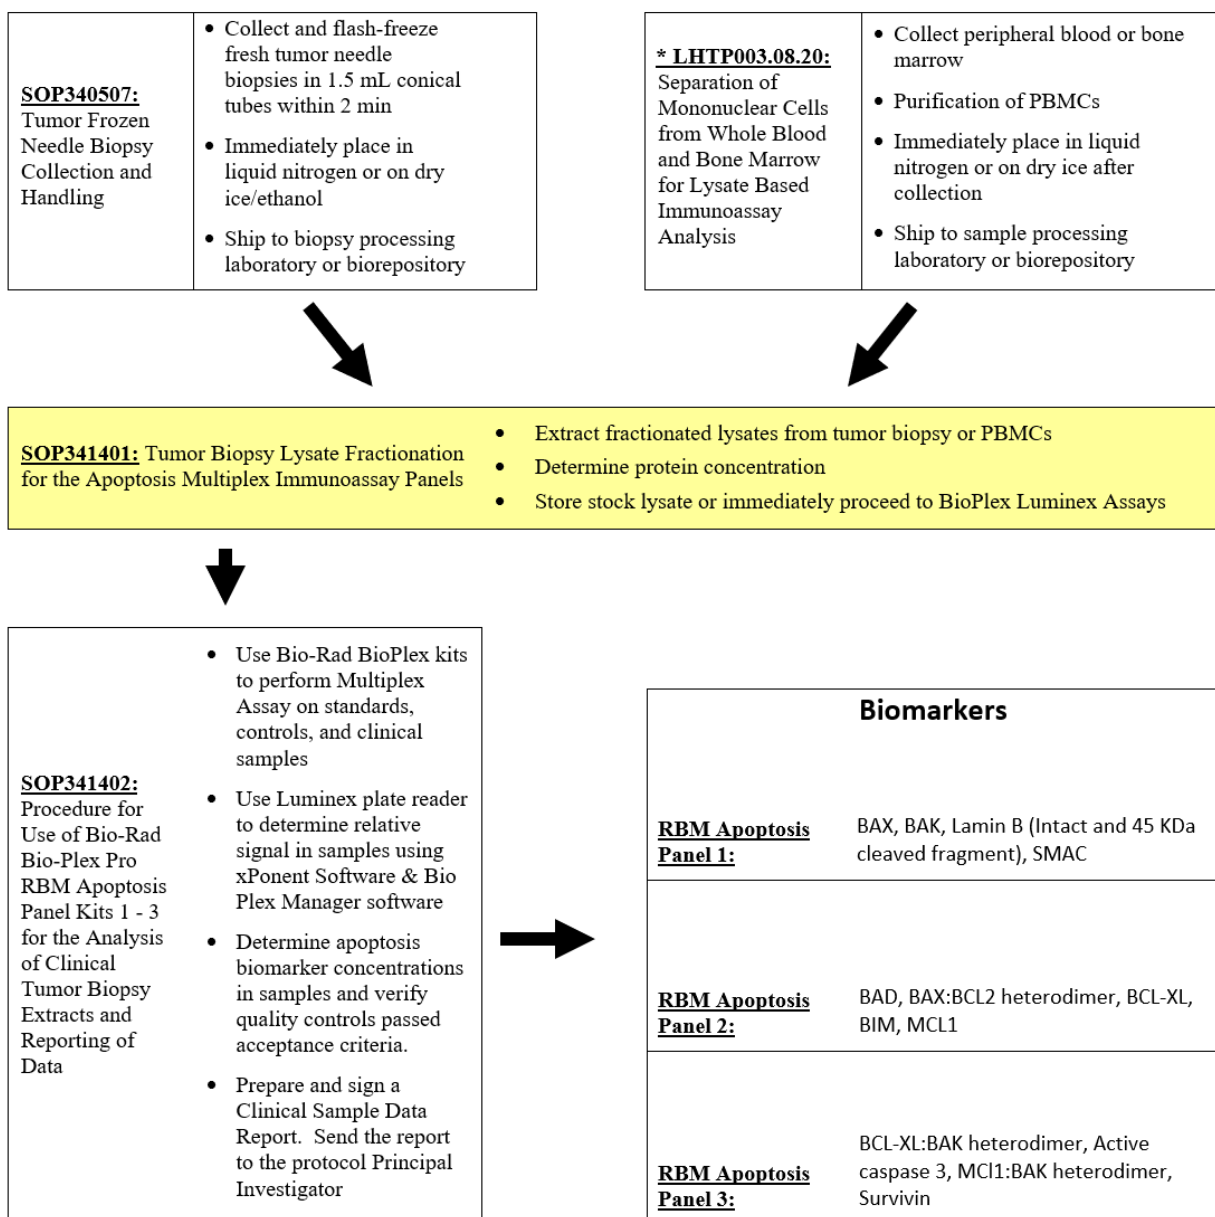 SOP340507:
Tumor Frozen
Needle Biopsy
Collection and
Handling
• Collect and flash-freeze
fresh tumor needle
biopsies in 1.5 mL conical
tubes within 2 min
• Immediately place in
liquid nitrogen or on dry
ice/ethanol
• Ship to biopsy processing
laboratory or biorepository
* LHTP003.08.20:
Separation of
Mononuclear Cells
from Whole Blood
and Bone Marrow
for Lysate Based
Immunoassay
Analysis
• Collect peripheral blood or bone
marrow
• Purification of PBMCs
• Immediately place in liquid
nitrogen or on dry ice after
collection
• Ship to sample processing
laboratory or biorepository
SOP341401: Tumor Biopsy Lysate Fractionation
for the Apoptosis Multiplex Immunoassay Panels
• Extract fractionated lysates from tumor biopsy or PBMCs
• Determine protein concentration
• Store stock lysate or immediately proceed to BioPlex Luminex Assays
SOP341402:
Procedure for
Use of Bio-Rad
Bio-Plex Pro
RBM Apoptosis
Panel Kits 1 - 3
for the Analysis
of Clinical
Tumor Biopsy
Extracts and
Reporting of
Data
• Use Bio-Rad BioPlex kits
to perform Multiplex
Assay on standards,
controls, and clinical
samples
• Use Luminex plate reader
to determine relative
signal in samples using
xPonent Software & Bio
Plex Manager software
• Determine apoptosis
biomarker concentrations
in samples and verify
quality controls passed
acceptance criteria.
• Prepare and sign a
Clinical Sample Data
Report. Send the report
to the protocol Principal
Investigator
Biomarkers
RBM Apoptosis
Panel 1:
BAX, BAK, Lamin B (Intact and 45 KDa
cleaved fragment), SMAC
RBM Apoptosis
Panel 2:
BAD, BAX:BCL2 heterodimer, BCL-XL,
BIM, MCL1
RBM Apoptosis
Panel 3:
BCL-XL:BAK heterodimer, Active
caspase 3, MCl1:BAK heterodimer,
Survivin